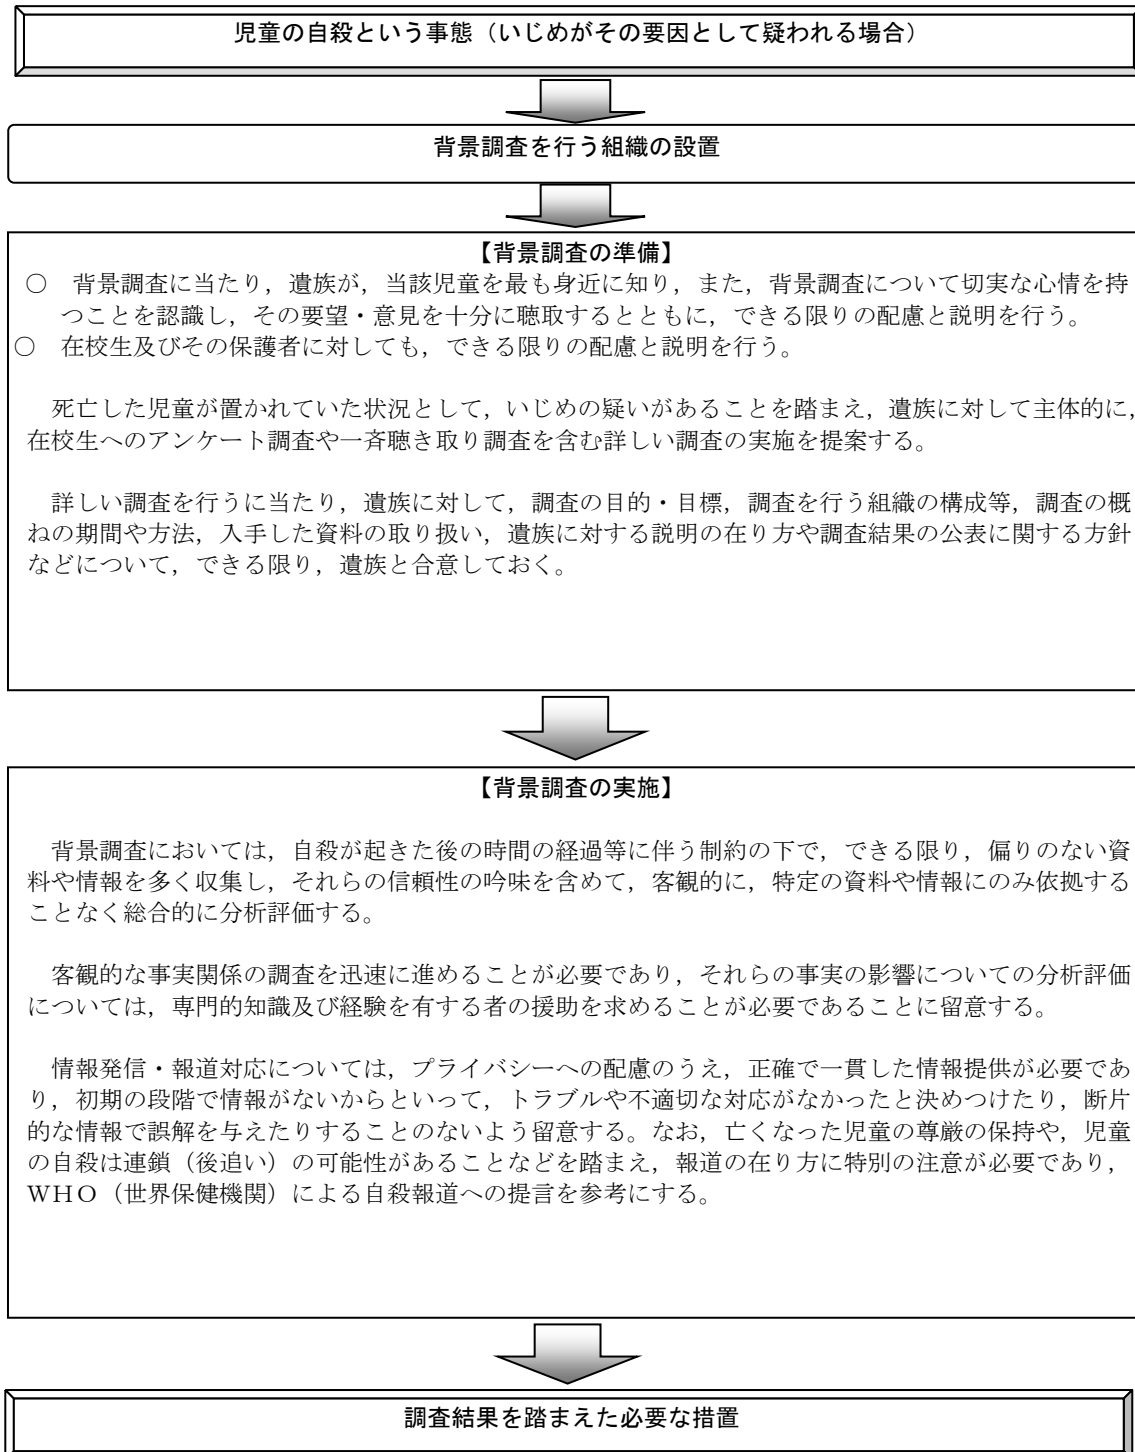 児童の自殺という事態(いじめがその要因として疑われる場合)
背景調査を行う組織の設置
【背景調査の準備】
○ 背景調査に当たり,遺族が,当該児童を最も身近に知り,また,背景調査について切実な心情を持
つことを認識し,その要望・意見を十分に聴取するとともに,できる限りの配慮と説明を行う。
○ 在校生及びその保護者に対しても,できる限りの配慮と説明を行う。
死亡した児童が置かれていた状況として,いじめの疑いがあることを踏まえ,遺族に対して主体的に,
在校生へのアンケート調査や一斉聴き取り調査を含む詳しい調査の実施を提案する。
詳しい調査を行うに当たり,遺族に対して,調査の目的・目標,調査を行う組織の構成等,調査の概
ねの期間や方法,入手した資料の取り扱い,遺族に対する説明の在り方や調査結果の公表に関する方針
などについて,できる限り,遺族と合意しておく。
【背景調査の実施】
背景調査においては,自殺が起きた後の時間の経過等に伴う制約の下で,できる限り,偏りのない資
料や情報を多く収集し,それらの信頼性の吟味を含めて,客観的に,特定の資料や情報にのみ依拠する
ことなく総合的に分析評価する。
客観的な事実関係の調査を迅速に進めることが必要であり,それらの事実の影響についての分析評価
については,専門的知識及び経験を有する者の援助を求めることが必要であることに留意する。
情報発信・報道対応については,プライバシーへの配慮のうえ,正確で一貫した情報提供が必要であ
り,初期の段階で情報がないからといって,トラブルや不適切な対応がなかったと決めつけたり,断片
的な情報で誤解を与えたりすることのないよう留意する。なお,亡くなった児童の尊厳の保持や,児童
の自殺は連鎖(後追い)の可能性があることなどを踏まえ,報道の在り方に特別の注意が必要であり,
WHO(世界保健機関)による自殺報道への提言を参考にする。
調査結果を踏まえた必要な措置